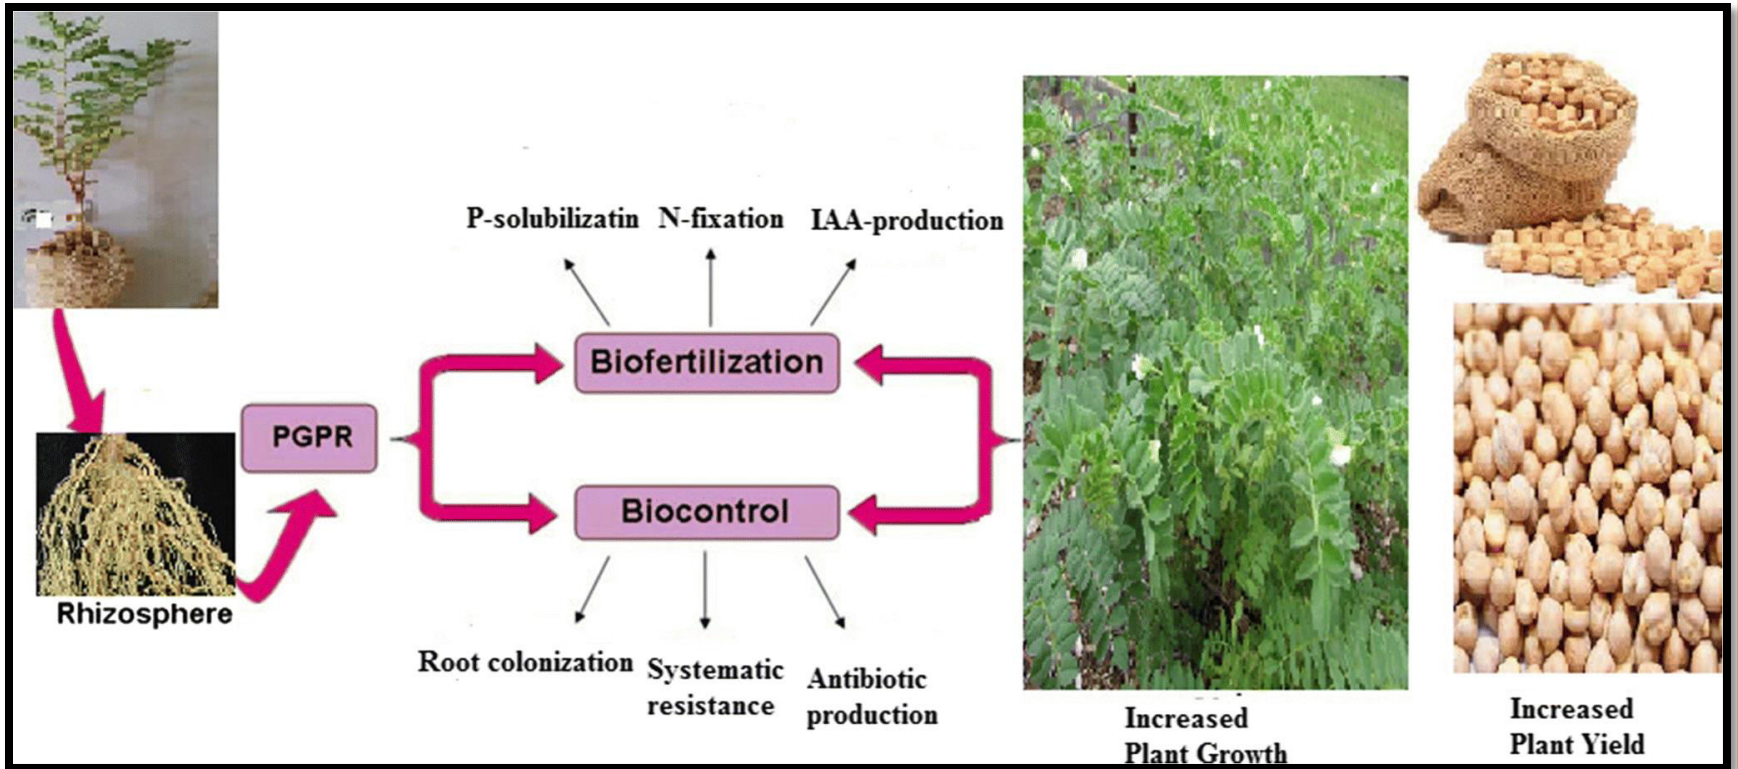 P-solubilizatin N-fixation IAA-production
Biofertilization
PGPR
Biocontrol
Rhizosphere
Root colonization
Systematic
resistance
Antibiotic
production
Increased
Plant Growth
Increased
Plant Yield